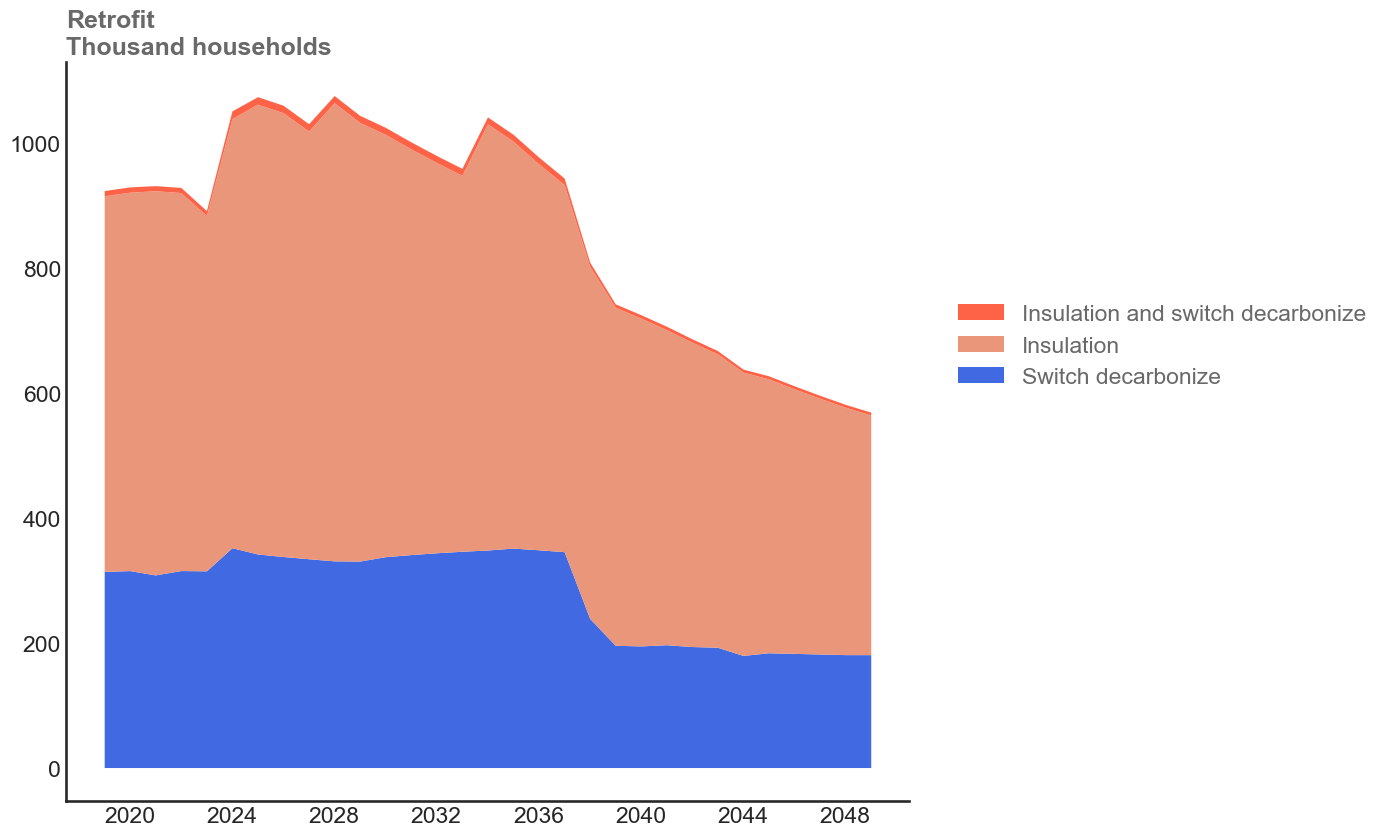 Retrofit
Thousand households
1000
800
600
400
200
0
2020 2024 2028 2032 2036 2040 2044 2048
Insulation and switch decarbonize
Insulation
Switch decarbonize